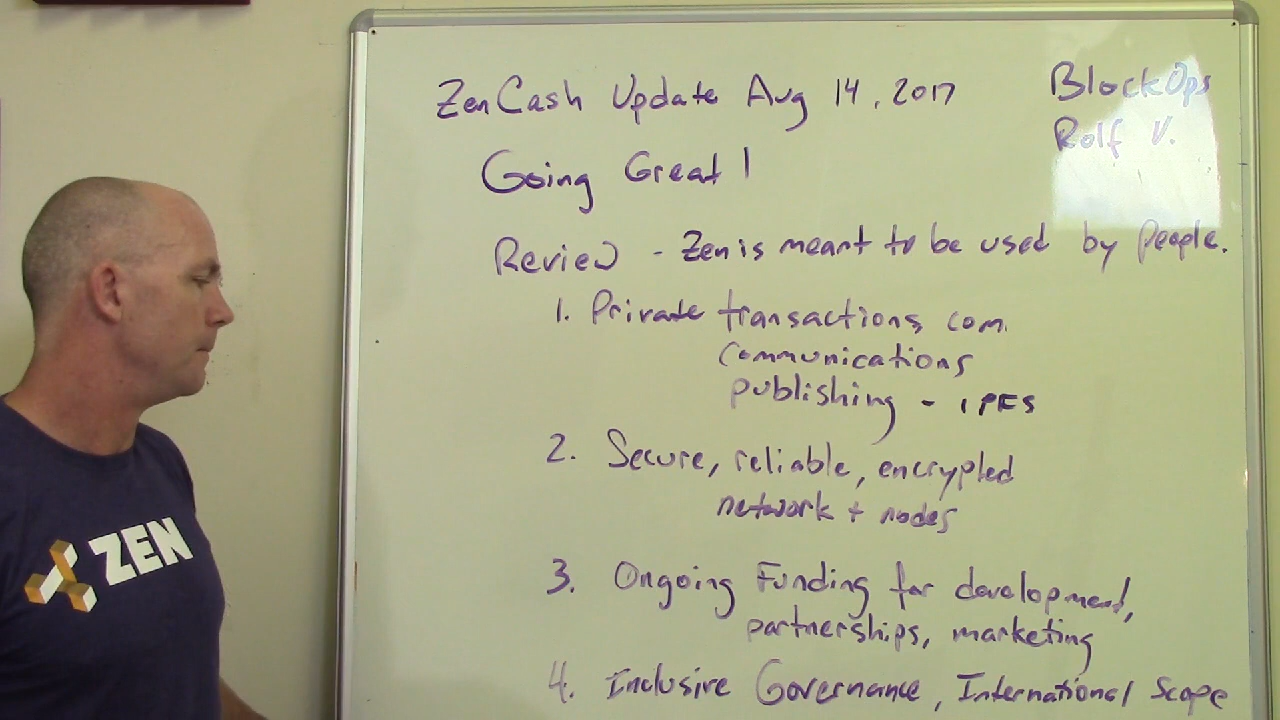 ZenCash Update Aug 14, 2017
BlockOps
Rolf V.
Going Great!
Review - Zen is meant to be used by people.
1. Private transactions com.
communications
publishing - IPFS
2. Secure, reliable, encrypted
network + nodes
3. Ongoing Funding for development,
partnerships, marketing
4. Inclusive Governance, International Scope
ZEN